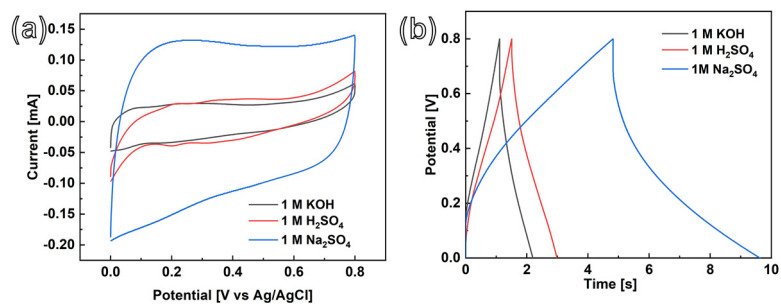 (a)
0.15
0.10
0.05
0.00
-0.05
-0.10
-0.15
-0.20
Current [mA]
1 M KOH
1 M H₂SO₄
1 M Na₂SO₄
0.0 0.2 0.4 0.6 0.8
Potential [V vs Ag/AgCl]
(b)
0.8
0.6
0.4
0.2
0.0
Potential [V]
1 M KOH
1 M H₂SO₄
1M Na₂SO₄
0 2 4 6 8 10
Time [s]